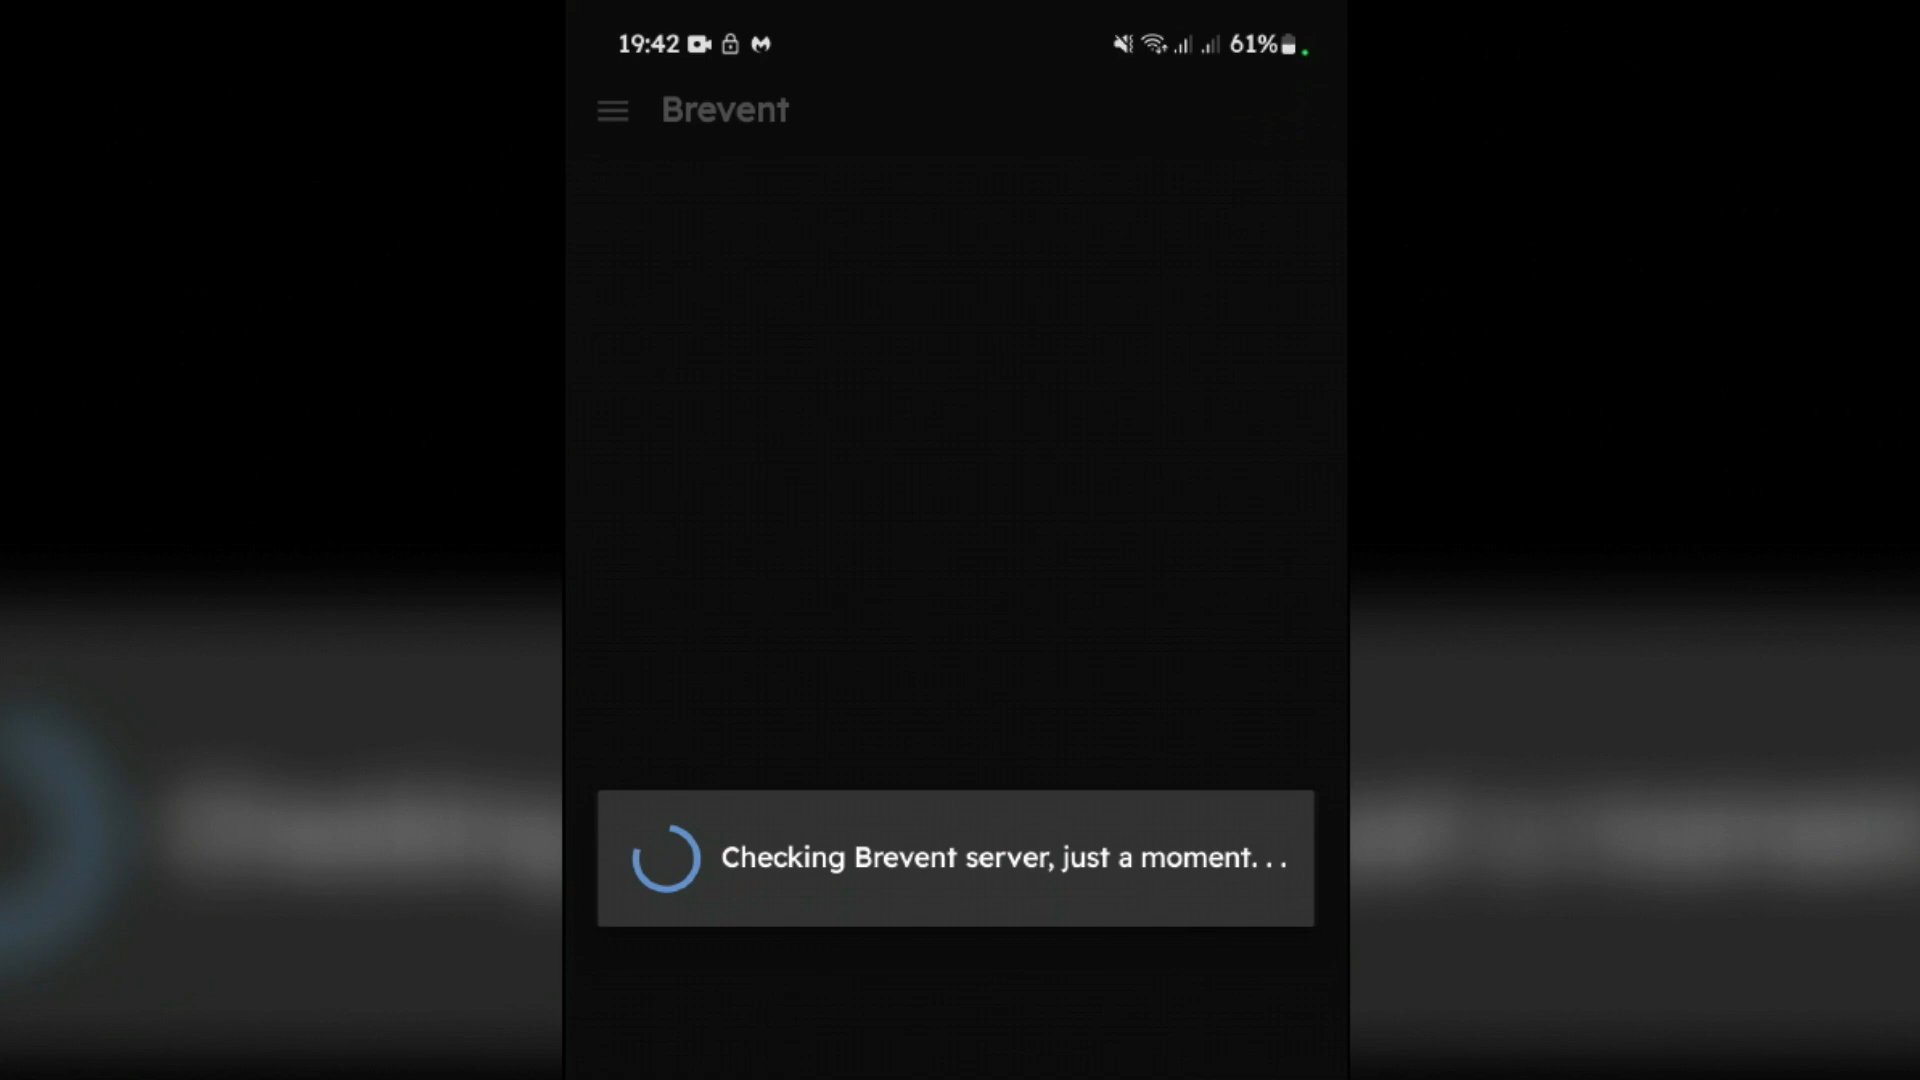 19:42 61%
Brevent
Checking Brevent server, just a moment. . .